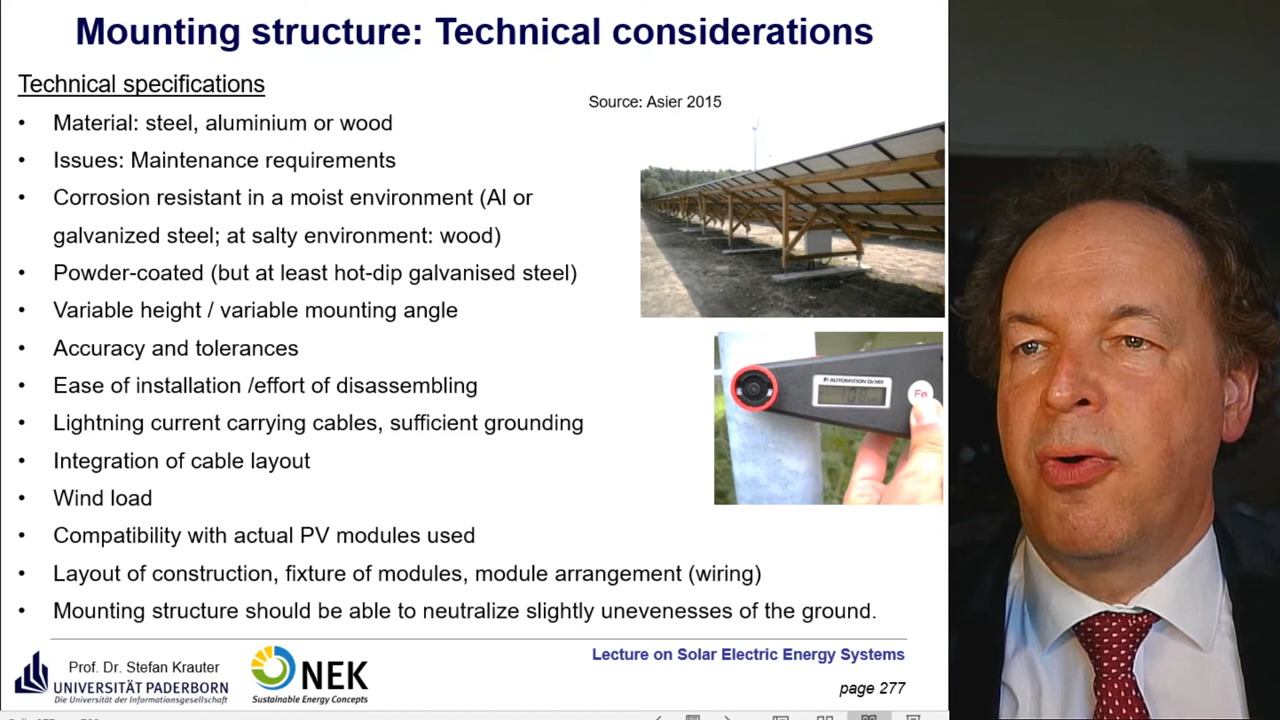 Mounting structure: Technical considerations
Technical specifications
Source: Asier 2015
• Material: steel, aluminium or wood
• Issues: Maintenance requirements
• Corrosion resistant in a moist environment (Al or
galvanized steel; at salty environment: wood)
• Powder-coated (but at least hot-dip galvanised steel)
• Variable height / variable mounting angle
• Accuracy and tolerances
• Ease of installation /effort of disassembling
• Lightning current carrying cables, sufficient grounding
• Integration of cable layout
• Wind load
• Compatibility with actual PV modules used
• Layout of construction, fixture of modules, module arrangement (wiring)
• Mounting structure should be able to neutralize slightly unevenesses of the ground.
Fe
Prof. Dr. Stefan Krauter
UNIVERSITÄT PADERBORN
Die Universität der Informationsgesellschaft
NEK
Sustainable Energy Concepts
Lecture on Solar Electric Energy Systems
page 277